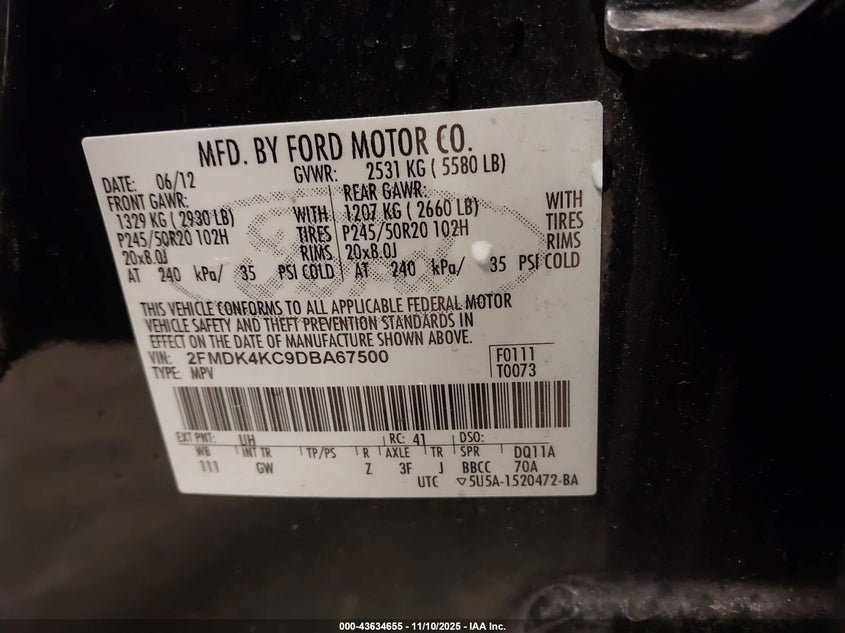 MFD. BY FORD MOTOR CO.
DATE: 06/12 GVWR: 2531 KG ( 5580 LB)
FRONT GAWR: REAR GAWR: WITH
1329 KG ( 2930 LB) WITH 1207 KG ( 2660 LB) TIRES
P245/50R20 102H TIRES P245/50R20 102H RIMS
20x8.0J RIMS 20x8.0J
AT 240 kPa/ 35 PSI COLD AT 240 kPa/ 35 PSI COLD
Ford
THIS VEHICLE CONFORMS TO ALL APPLICABLE FEDERAL MOTOR
VEHICLE SAFETY AND THEFT PREVENTION STANDARDS IN
EFFECT ON THE DATE OF MANUFACTURE SHOWN ABOVE.
VIN: 2FMDK4KC9DBA67500 F0111
TYPE: MPV T0073
EXT PNT: UH RC: 41 DSO:
WB INT TR TP/PS R AXLE TR SPR DQ11A
111 GW Z 3F J BBCC 70A
UTC ▽5U5A-1520472-BA
000-43634655 - 11/10/2025 - IAA Inc.